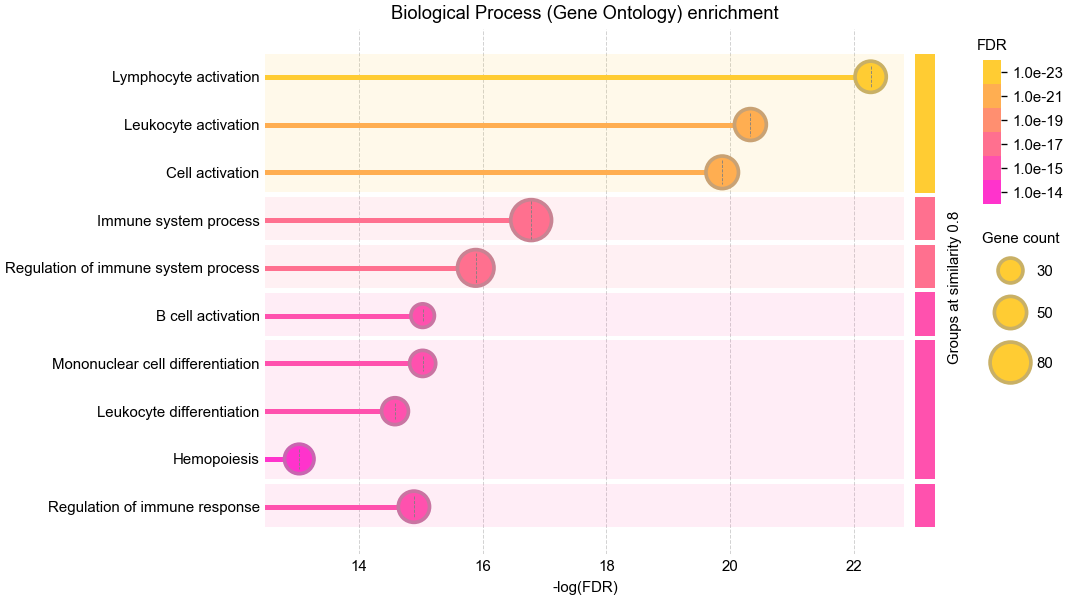 Biological Process (Gene Ontology) enrichment
Lymphocyte activation
Leukocyte activation
Cell activation
Immune system process
Regulation of immune system process
B cell activation
Mononuclear cell differentiation
Leukocyte differentiation
Hemopoiesis
Regulation of immune response
14 16 18 20 22
-log(FDR)
Groups at similarity 0.8
FDR
1.0e-23
1.0e-21
1.0e-19
1.0e-17
1.0e-15
1.0e-14
Gene count
30
50
80